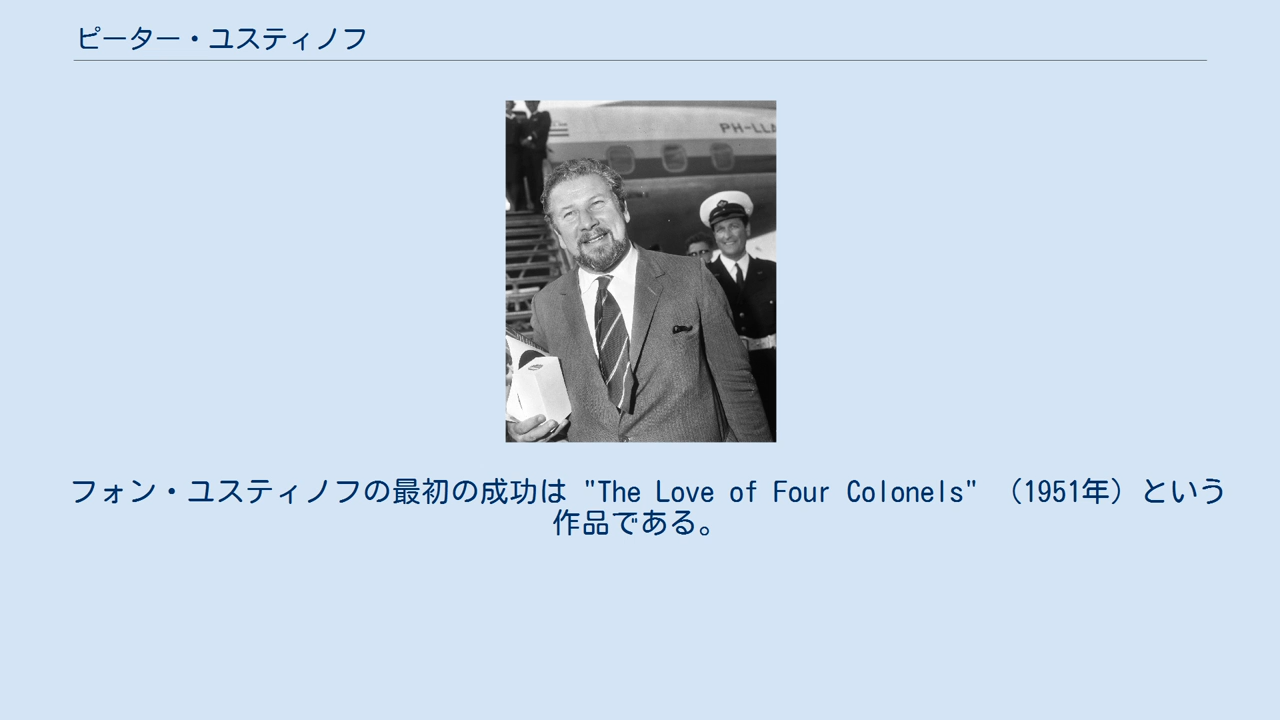 ピーター・ユスティノフ
PH-LLA
フォン・ユスティノフの最初の成功は "The Love of Four Colonels" （1951年）という
作品である。